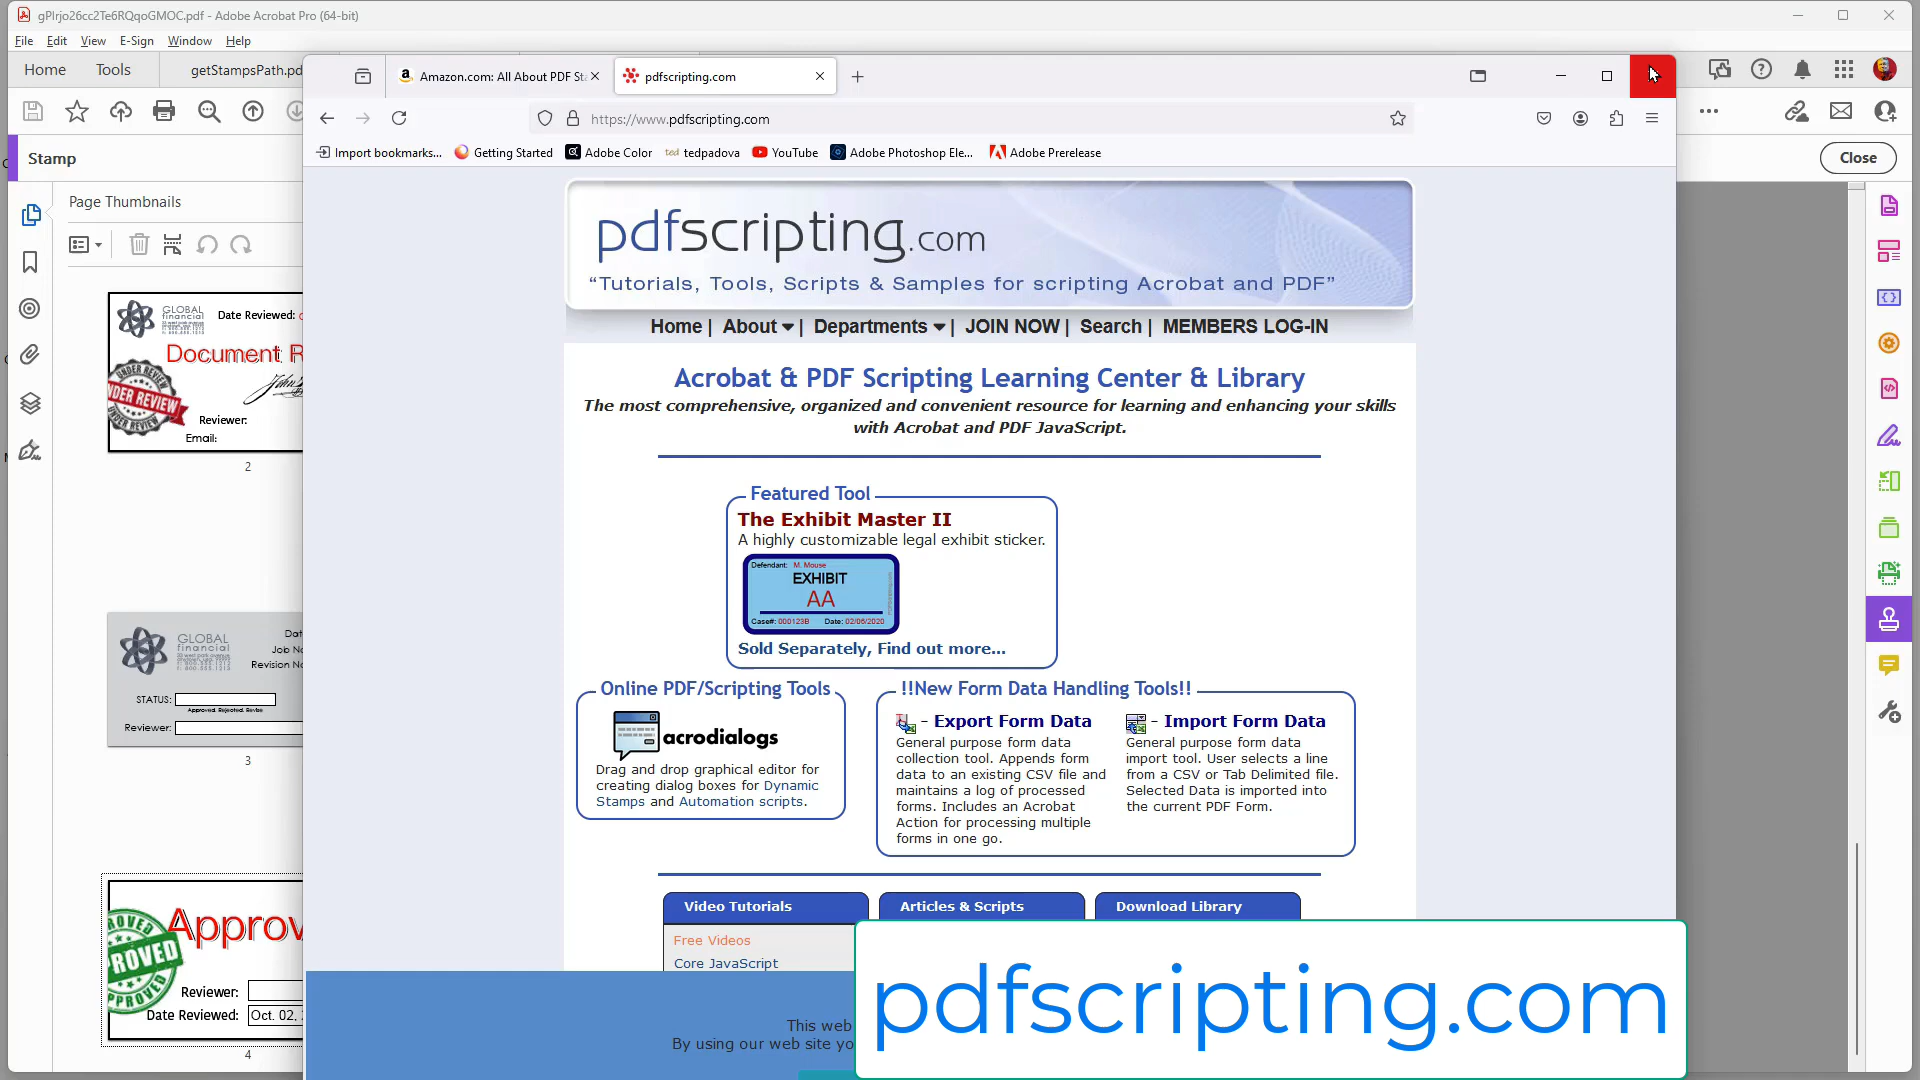 gPIrjo26cc2Te6RQqoGMOC.pdf - Adobe Acrobat Pro (64-bit)
File Edit View E-Sign Window Help
Home Tools getStampsPath.pd
Stamp
Close
Page Thumbnails
GLOBAL
financial
Date Reviewed:
Document R
UNDER REVIEW
Reviewer:
Email:
2
GLOBAL
financial
Dat
Job No
Revision No
STATUS:
Approved, Rejected, Revise
Reviewer:
3
Approv
APPROVED
Reviewer:
Date Reviewed: Oct. 02,
4
Amazon.com: All About PDF St
pdfscripting.com
https://www.pdfscripting.com
Import bookmarks...
Getting Started
Adobe Color
ted tedpadova
YouTube
Adobe Photoshop Ele...
Adobe Prerelease
pdfscripting.com
“Tutorials, Tools, Scripts & Samples for scripting Acrobat and PDF”
Home | About | Departments | JOIN NOW | Search | MEMBERS LOG-IN
Acrobat & PDF Scripting Learning Center & Library
The most comprehensive, organized and convenient resource for learning and enhancing your skills
with Acrobat and PDF JavaScript.
Featured Tool
The Exhibit Master II
A highly customizable legal exhibit sticker.
Defendant: M. Mouse
EXHIBIT
AA
Case#: 000123B Date: 02/05/2020
Sold Separately, Find out more...
Online PDF/Scripting Tools
acrodialogs
Drag and drop graphical editor for
creating dialog boxes for Dynamic
Stamps and Automation scripts.
!!New Form Data Handling Tools!!
- Export Form Data
General purpose form data
collection tool. Appends form
data to an existing CSV file and
maintains a log of processed
forms. Includes an Acrobat
Action for processing multiple
forms in one go.
- Import Form Data
General purpose form data
import tool. User selects a line
from a CSV or Tab Delimited file.
Selected Data is imported into
the current PDF Form.
Video Tutorials
Articles & Scripts
Download Library
Free Videos
Core JavaScript
This web
By using our web site yo
pdfscripting.com